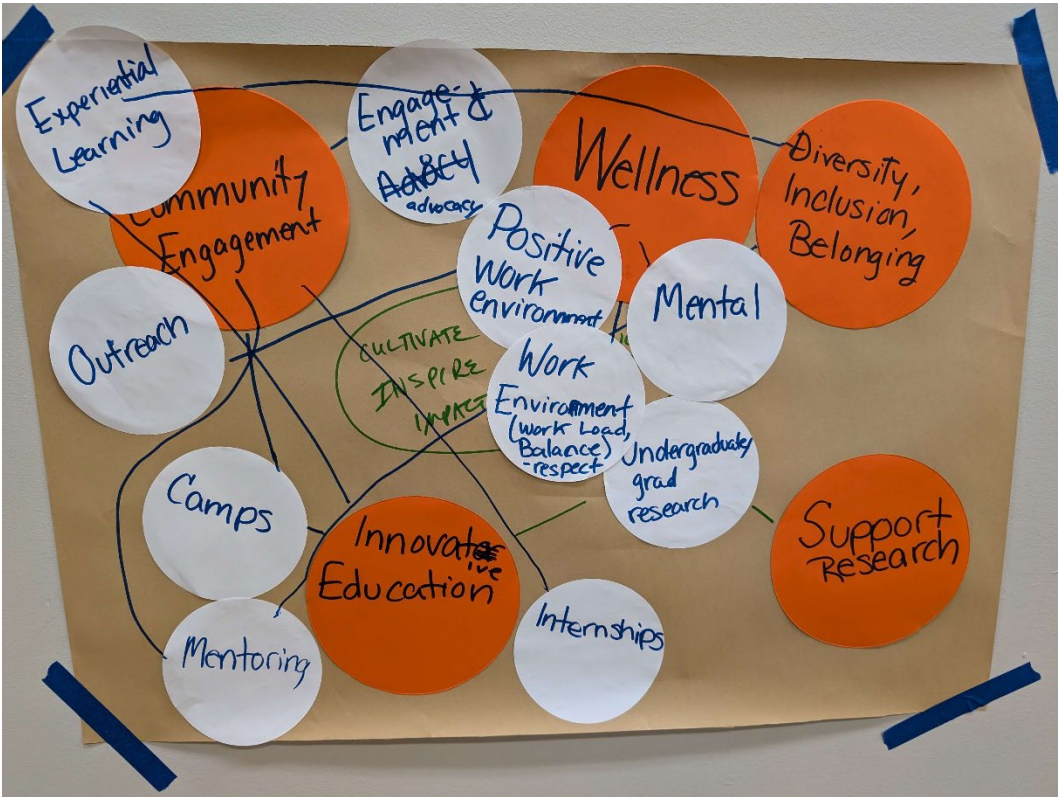 Experiential
Learning
Community
Engagement
Engage-
ment &
advocacy
Wellness
Diversity,
Inclusion,
Belonging
Positive
Work
environment
Mental
Outreach
CULTIVATE
INSPIRE
IMPACT
Work
Environment
(Work Load,
Balance)
-respect
Undergraduate/
grad
research
Camps
Innovative
Education
Support
Research
Mentoring
Internships